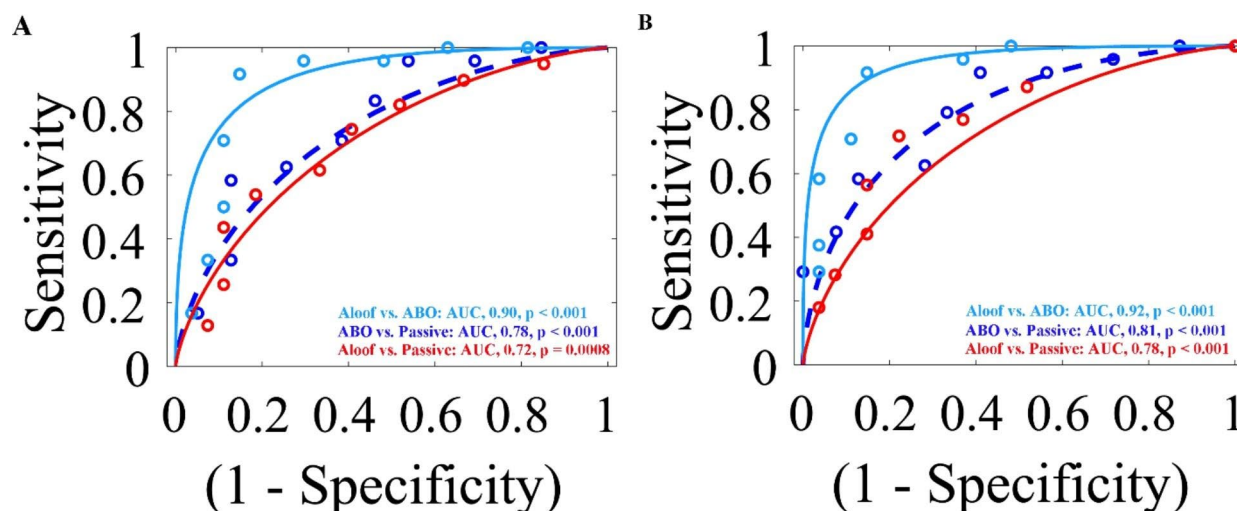 A
Sensitivity
1
0.8
0.6
0.4
0.2
0
Aloof vs. ABO: AUC, 0.90, p < 0.001
ABO vs. Passive: AUC, 0.78, p < 0.001
Aloof vs. Passive: AUC, 0.72, p = 0.0008
0 0.2 0.4 0.6 0.8 1
(1 - Specificity)
B
Sensitivity
1
0.8
0.6
0.4
0.2
0
Aloof vs. ABO: AUC, 0.92, p < 0.001
ABO vs. Passive: AUC, 0.81, p < 0.001
Aloof vs. Passive: AUC, 0.78, p < 0.001
0 0.2 0.4 0.6 0.8 1
(1 - Specificity)